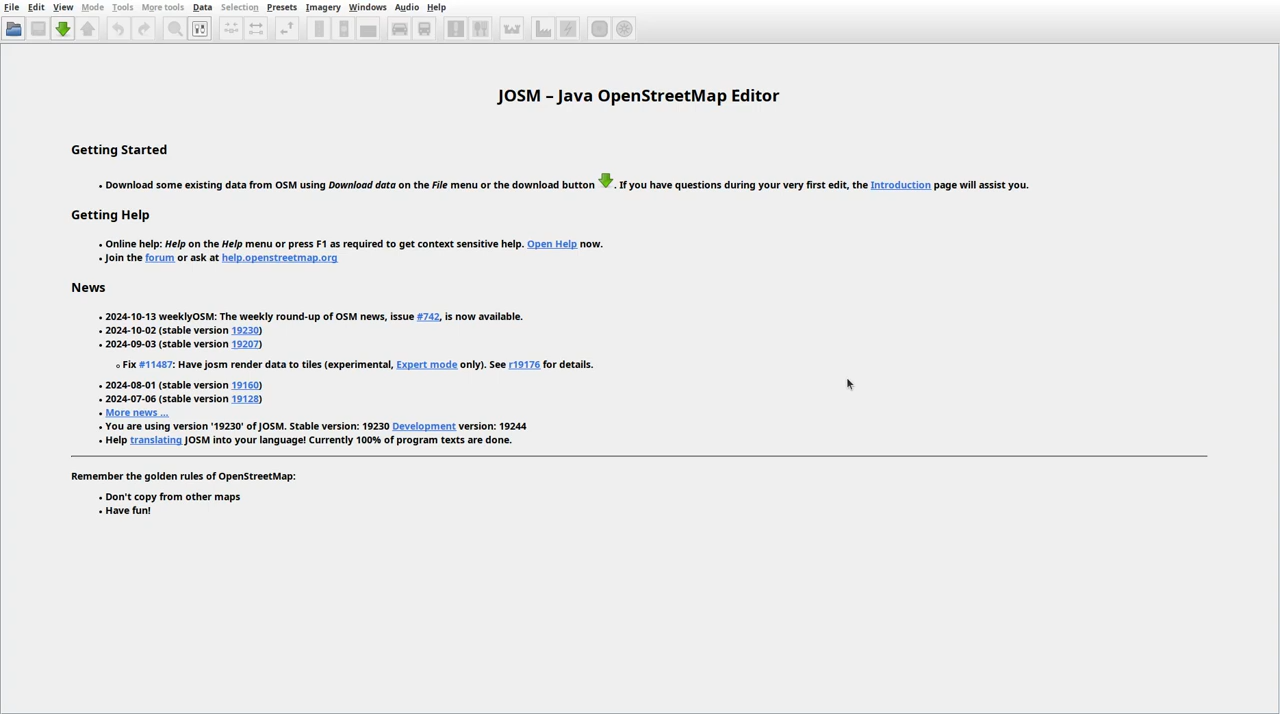 File Edit View Mode Tools More tools Data Selection Presets Imagery Windows Audio Help
JOSM – Java OpenStreetMap Editor
Getting Started
Download some existing data from OSM using Download data on the File menu or the download button . If you have questions during your very first edit, the Introduction page will assist you.
Getting Help
Online help: Help on the Help menu or press F1 as required to get context sensitive help. Open Help now.
Join the forum or ask at help.openstreetmap.org
News
2024-10-13 weeklyOSM: The weekly round-up of OSM news, issue #742, is now available.
2024-10-02 (stable version 19230)
2024-09-03 (stable version 19207)
Fix #11487: Have josm render data to tiles (experimental, Expert mode only). See r19176 for details.
2024-08-01 (stable version 19160)
2024-07-06 (stable version 19128)
More news ...
You are using version '19230' of JOSM. Stable version: 19230 Development version: 19244
Help translating JOSM into your language! Currently 100% of program texts are done.
Remember the golden rules of OpenStreetMap:
Don't copy from other maps
Have fun!